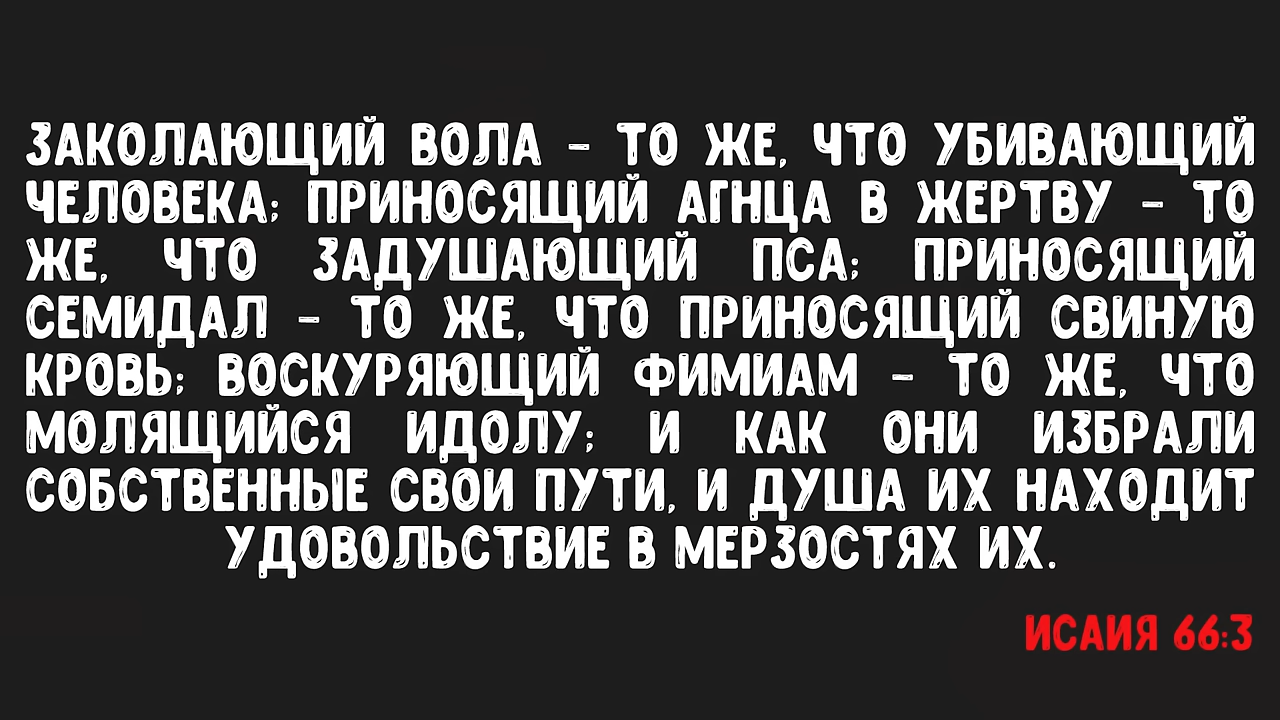 ЗАКОЛАЮЩИЙ ВОЛА - ТО ЖЕ, ЧТО УБИВАЮЩИЙ
ЧЕЛОВЕКА; ПРИНОСЯЩИЙ АГНЦА В ЖЕРТВУ - ТО
ЖЕ, ЧТО ЗАДУШАЮЩИЙ ПСА; ПРИНОСЯЩИЙ
СЕМИДАЛ - ТО ЖЕ, ЧТО ПРИНОСЯЩИЙ СВИНУЮ
КРОВЬ; ВОСКУРЯЮЩИЙ ФИМИАМ - ТО ЖЕ, ЧТО
МОЛЯЩИЙСЯ ИДОЛУ; И КАК ОНИ ИЗБРАЛИ
СОБСТВЕННЫЕ СВОИ ПУТИ, И ДУША ИХ НАХОДИТ
УДОВОЛЬСТВИЕ В МЕРЗОСТЯХ ИХ.
ИСАИЯ 66:3